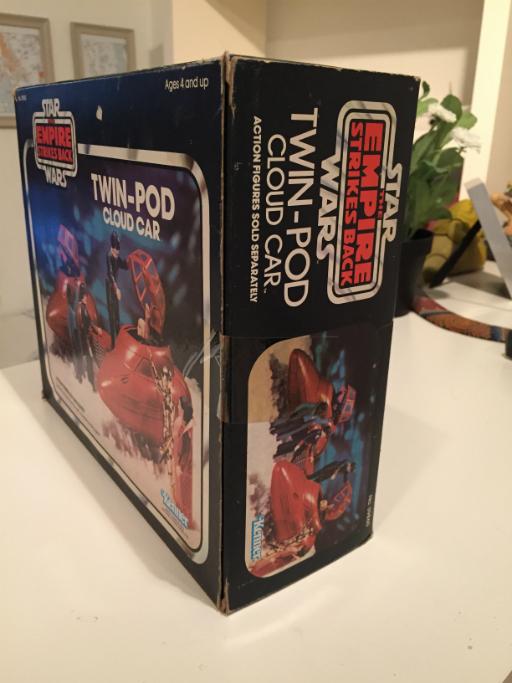 Ages 4 and up
STAR
THE
EMPIRE
STRIKES BACK
WARS
TWIN-POD
CLOUD CAR
Kenner
STAR
THE
EMPIRE
STRIKES BACK
WARS
TWIN-POD
CLOUD CAR™
ACTION FIGURES SOLD SEPARATELY
Kenner